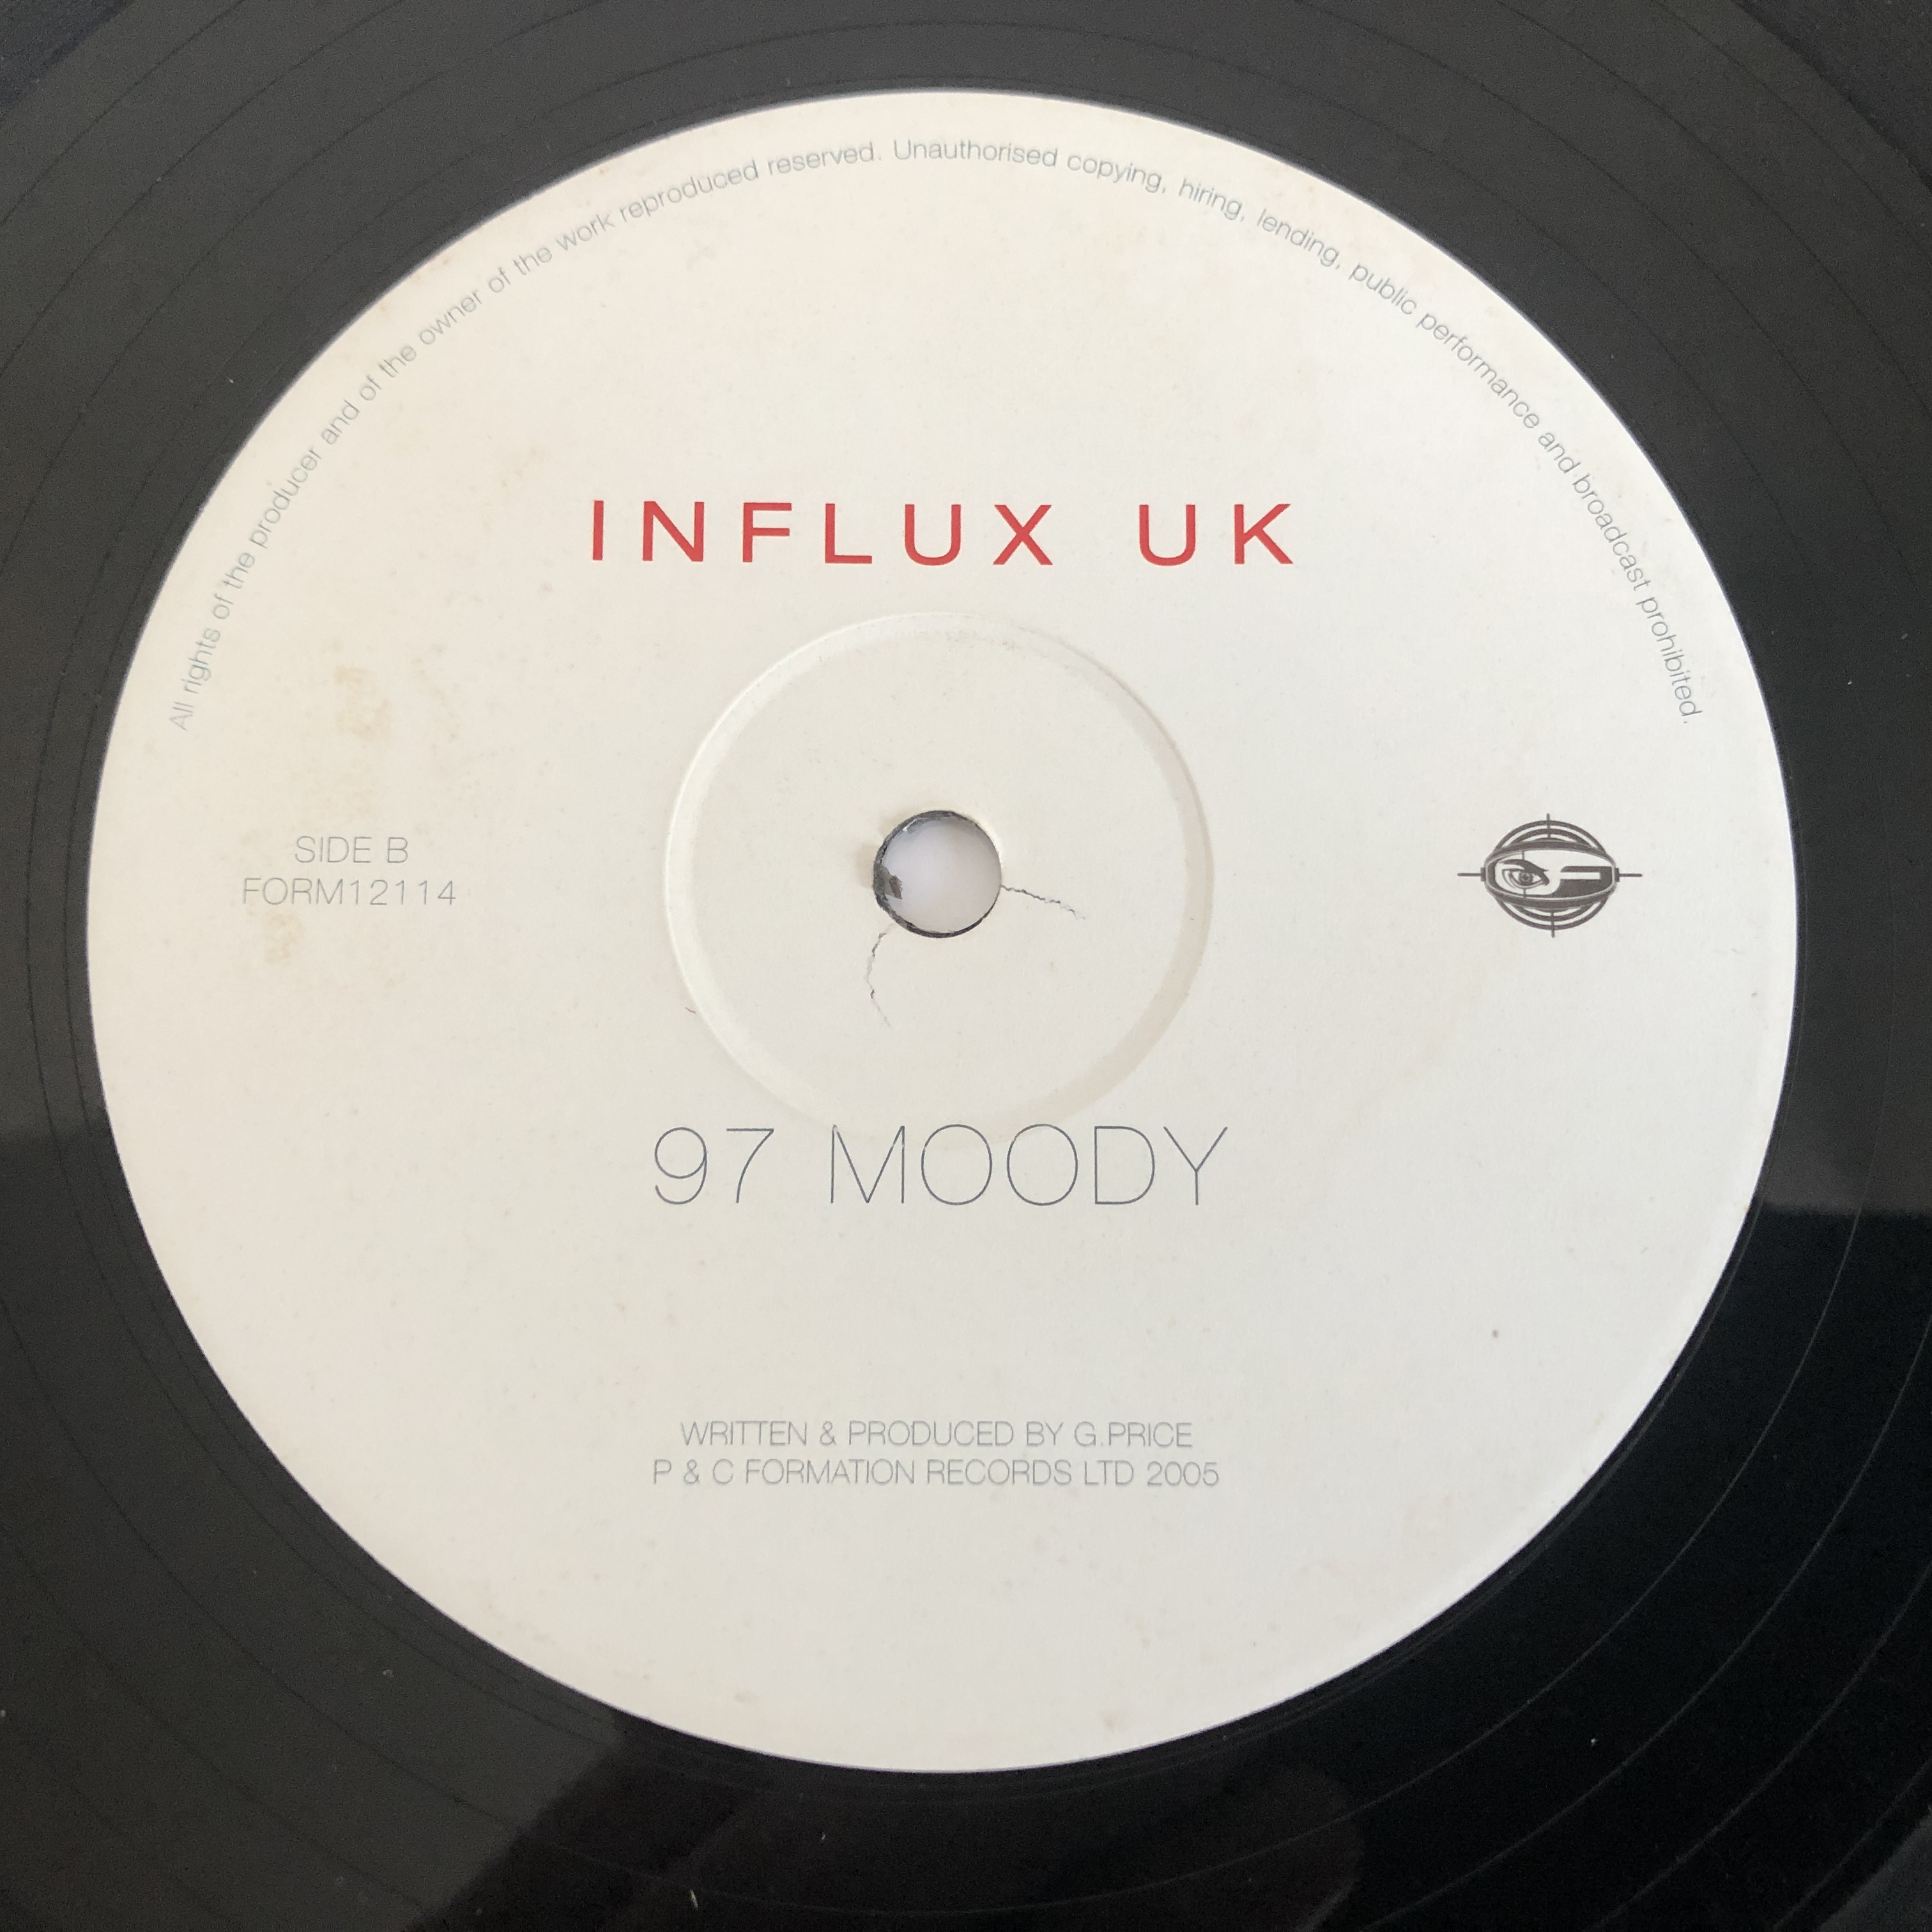 All rights of the producer and of the owner of the work reproduced reserved. Unauthorised copying, hiring, lending, public performance and broadcast prohibited.
INFLUX UK
SIDE B
FORM12114
97 MOODY
WRITTEN & PRODUCED BY G.PRICE
P & C FORMATION RECORDS LTD 2005